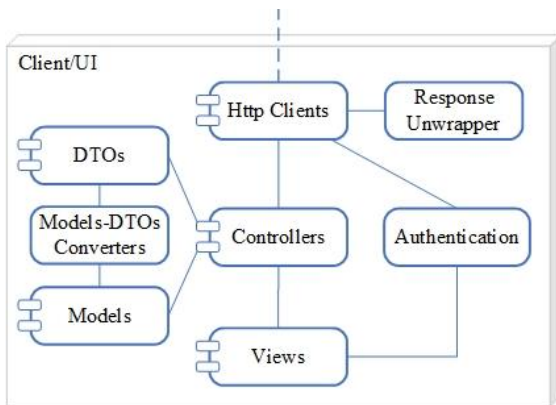 Client/UI
Http Clients
Response
Unwrapper
DTOs
Models-DTOs
Converters
Controllers
Authentication
Models
Views